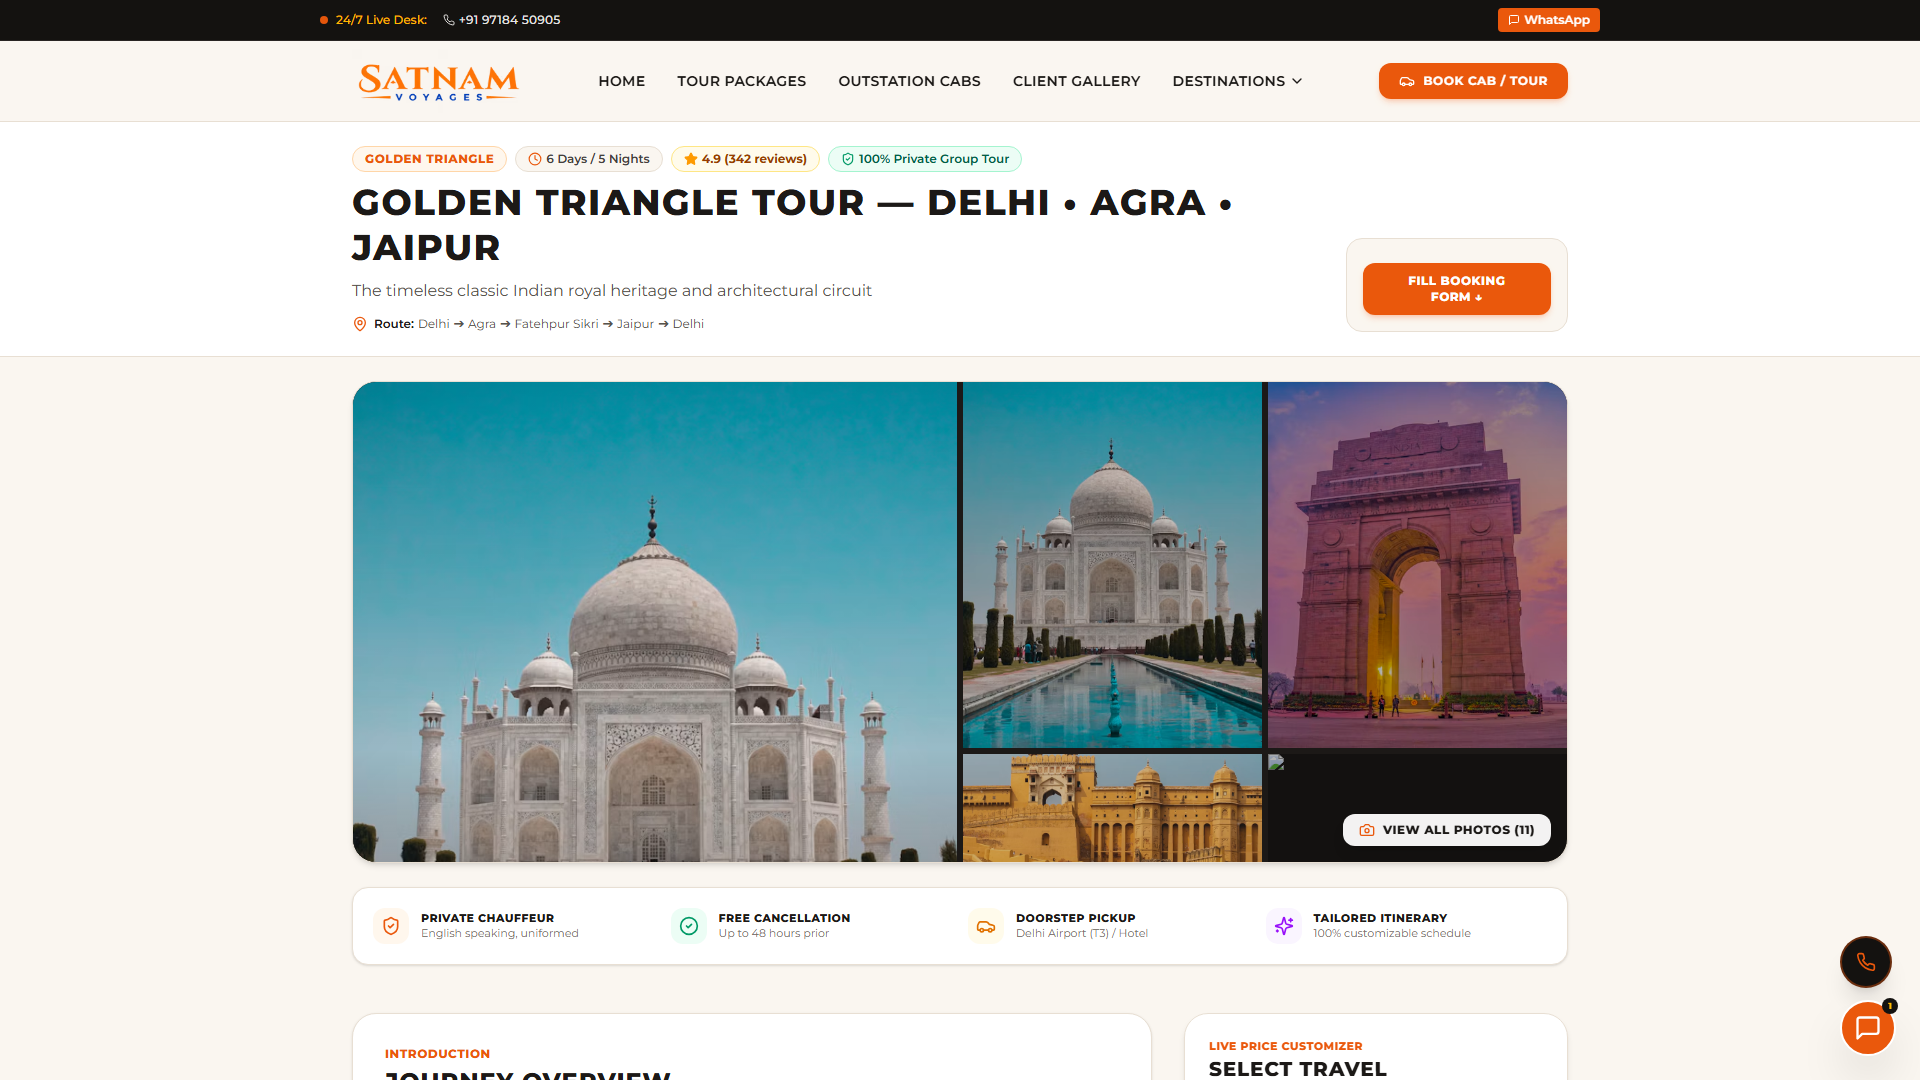 24/7 Live Desk:
+91 97184 50905
WhatsApp
SATNAM
VOYAGES
HOME
TOUR PACKAGES
OUTSTATION CABS
CLIENT GALLERY
DESTINATIONS
BOOK CAB / TOUR
GOLDEN TRIANGLE
6 Days / 5 Nights
4.9 (342 reviews)
100% Private Group Tour
GOLDEN TRIANGLE TOUR — DELHI • AGRA •
JAIPUR
The timeless classic Indian royal heritage and architectural circuit
Route: Delhi ➔ Agra ➔ Fatehpur Sikri ➔ Jaipur ➔ Delhi
FILL BOOKING
FORM ↓
INDIA
VIEW ALL PHOTOS (11)
PRIVATE CHAUFFEUR
English speaking, uniformed
FREE CANCELLATION
Up to 48 hours prior
DOORSTEP PICKUP
Delhi Airport (T3) / Hotel
TAILORED ITINERARY
100% customizable schedule
1
INTRODUCTION
JOURNEY OVERVIEW
LIVE PRICE CUSTOMIZER
SELECT TRAVEL